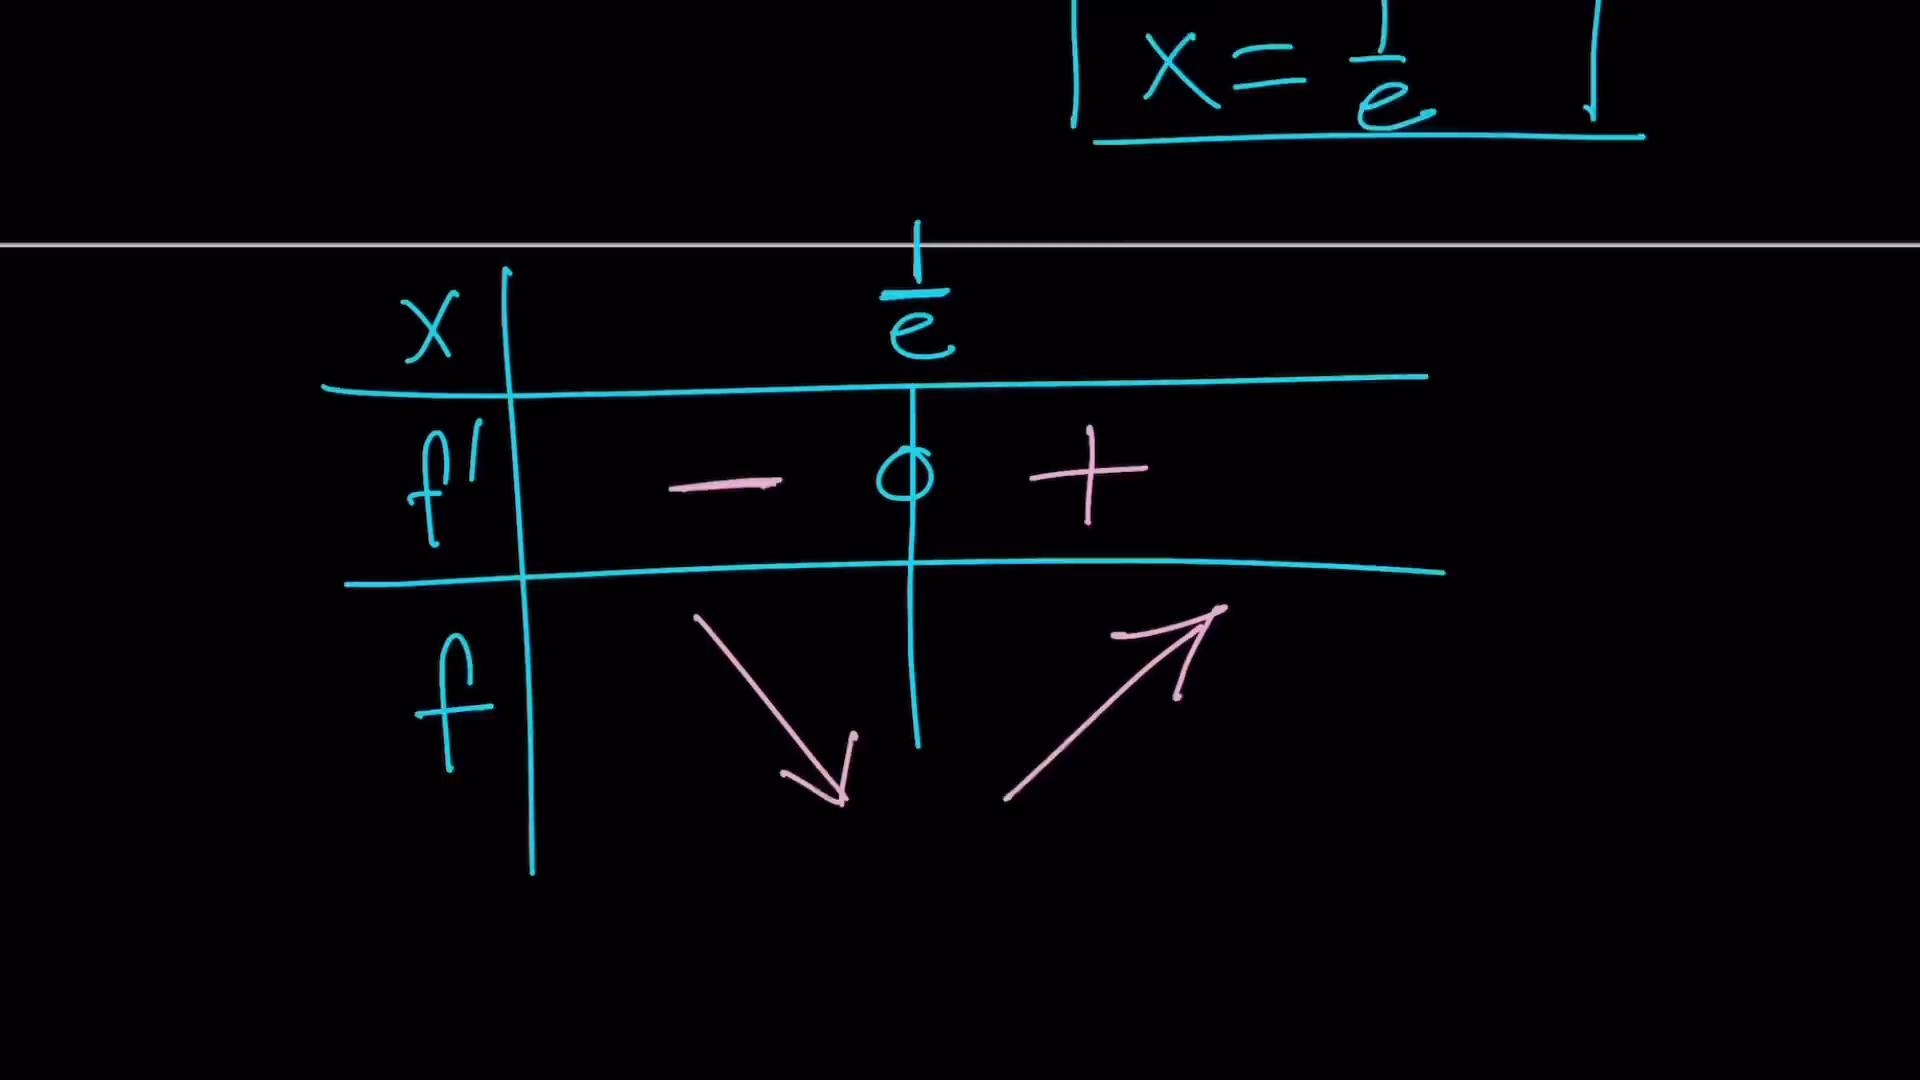 x = 1/e
x 1/e
f' — 0 +
f ↘ ↗